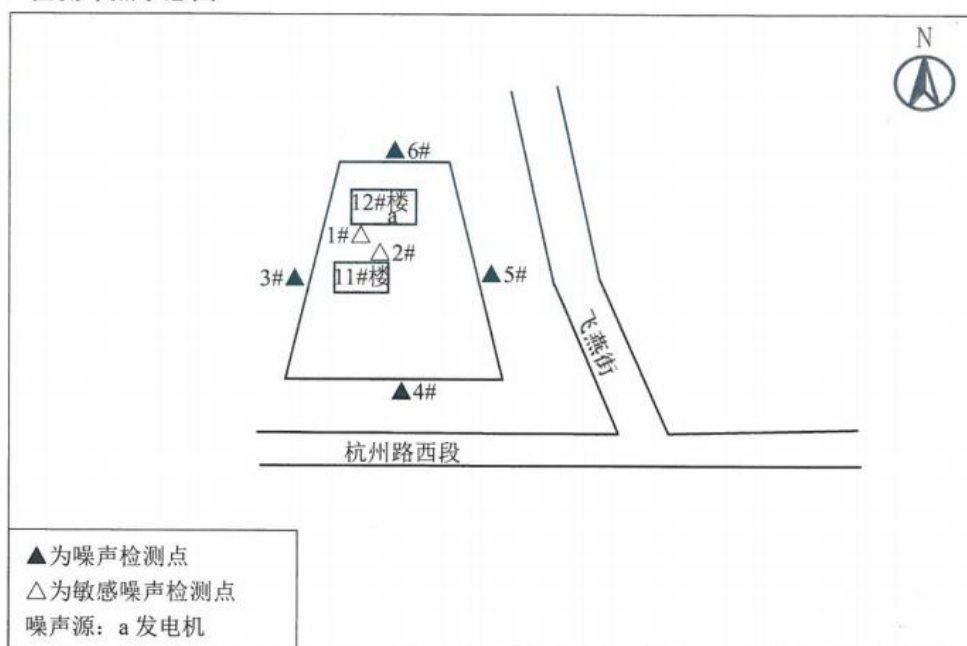 N
▲6#
12#楼
a
1#△
△2#
3#▲
11#楼
▲5#
飞燕街
▲4#
杭州路西段
▲为噪声检测点
△为敏感噪声检测点
噪声源：a 发电机